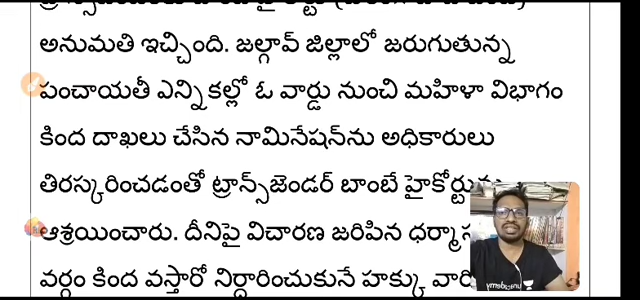 అనుమతి ఇచ్చింది. జల్గావ్ జిల్లాలో జరుగుతున్న
పంచాయతీ ఎన్నికల్లో ఓ వార్డు నుంచి మహిళా విభాగం
కింద దాఖలు చేసిన నామినేషన్‌ను అధికారులు
తిరస్కరించడంతో ట్రాన్స్‌జెండర్ బాంబే హైకోర్టును
ఆశ్రయించారు. దీనిపై విచారణ జరిపిన
వర్గం కింద వస్తారో నిర్ధారించుకునే హక్కు